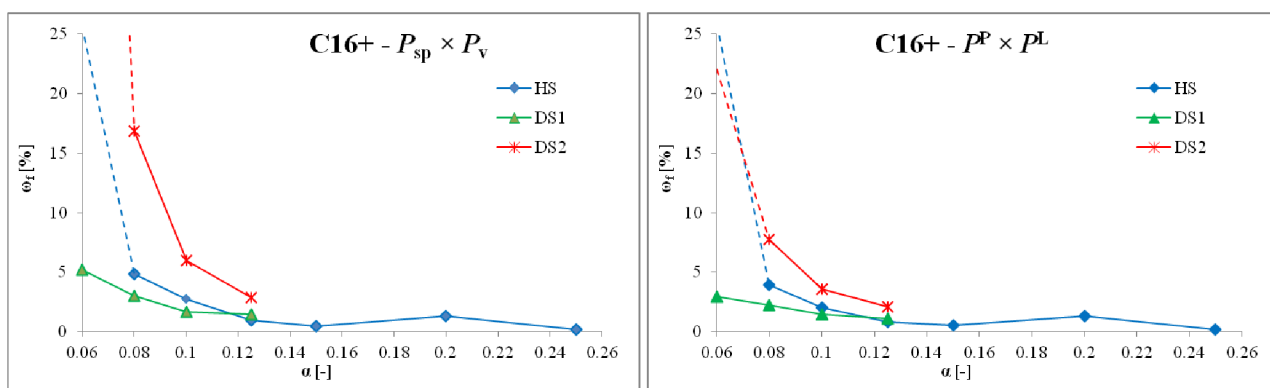 C16+ - Psp × Pv
25
20
15
10
5
0
ωf [%]
HS
DS1
DS2
0.06 0.08 0.1 0.12 0.14 0.16 0.18 0.2 0.22 0.24 0.26
α [-]
C16+ - P^P × P^L
25
20
15
10
5
0
ωf [%]
HS
DS1
DS2
0.06 0.08 0.1 0.12 0.14 0.16 0.18 0.2 0.22 0.24 0.26
α [-]